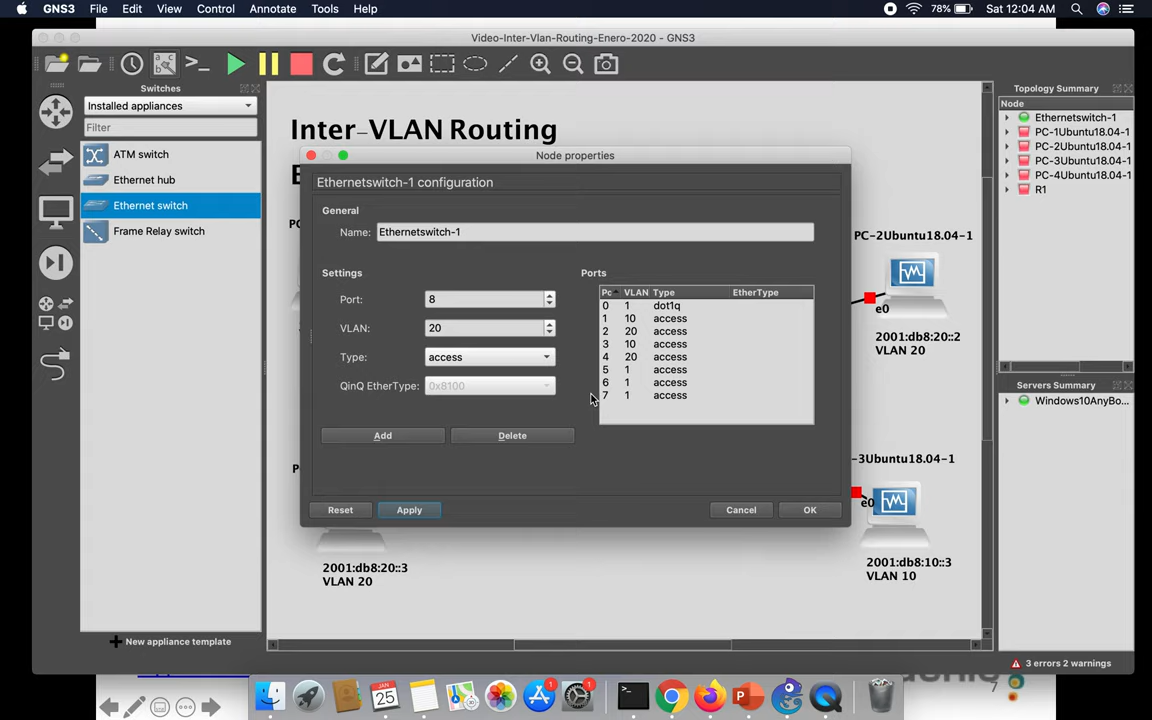 GNS3 File Edit View Control Annotate Tools Help 78% Sat 12:04 AM
Video-Inter-Vlan-Routing-Enero-2020 - GNS3
Switches
Installed appliances
Filter
ATM switch
Ethernet hub
Ethernet switch
Frame Relay switch
New appliance template
Inter-VLAN Routing
Node properties
Ethernetswitch-1 configuration
General
Name: Ethernetswitch-1
Settings
Port: 8
VLAN: 20
Type: access
QinQ EtherType: 0x8100
Add Delete
Ports
VLAN Type EtherType
0 1 dot1q
1 10 access
2 20 access
3 10 access
4 20 access
5 1 access
6 1 access
7 1 access
Reset Apply Cancel OK
PC-2Ubuntu18.04-1
e0
2001:db8:20::2
VLAN 20
-3Ubuntu18.04-1
e0
2001:db8:10::3
VLAN 10
2001:db8:20::3
VLAN 20
Topology Summary
Node
Ethernetswitch-1
PC-1Ubuntu18.04-1
PC-2Ubuntu18.04-1
PC-3Ubuntu18.04-1
PC-4Ubuntu18.04-1
R1
Servers Summary
Windows10AnyBo...
3 errors 2 warnings
7
JAN
25
1
1